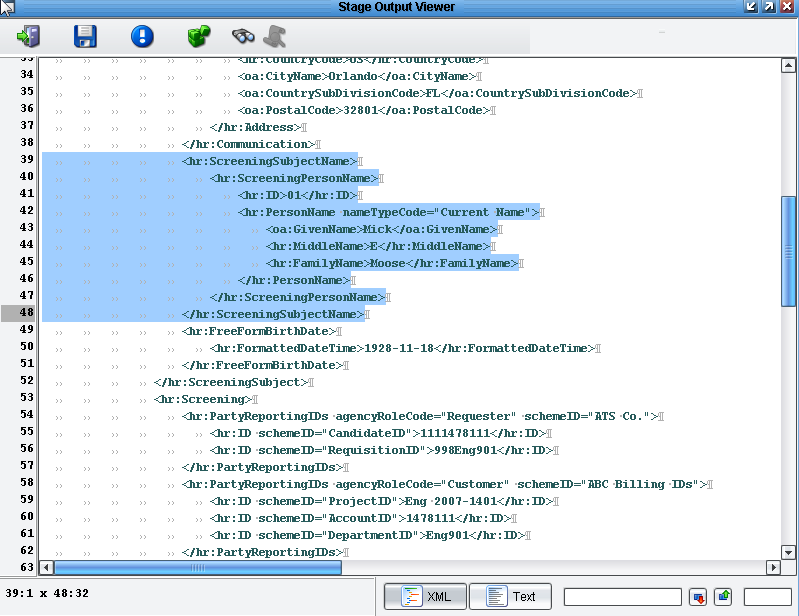 Stage Output Viewer
33 <hr:CountryCode>US</hr:CountryCode>¶
34 <oa:CityName>Orlando</oa:CityName>¶
35 <oa:CountrySubDivisionCode>FL</oa:CountrySubDivisionCode>¶
36 <oa:PostalCode>32801</oa:PostalCode>¶
37 </hr:Address>¶
38 </hr:Communication>¶
39 <hr:ScreeningSubjectName>¶
40 <hr:ScreeningPersonName>¶
41 <hr:ID>01</hr:ID>¶
42 <hr:PersonName nameTypeCode="Current Name">¶
43 <oa:GivenName>Mick</oa:GivenName>¶
44 <hr:MiddleName>E</hr:MiddleName>¶
45 <hr:FamilyName>Moose</hr:FamilyName>¶
46 </hr:PersonName>¶
47 </hr:ScreeningPersonName>¶
48 </hr:ScreeningSubjectName>¶
49 <hr:FreeFormBirthDate>¶
50 <hr:FormattedDateTime>1928-11-18</hr:FormattedDateTime>¶
51 </hr:FreeFormBirthDate>¶
52 </hr:ScreeningSubject>¶
53 <hr:Screening>¶
54 <hr:PartyReportingIDs agencyRoleCode="Requester" schemeID="ATS Co.">¶
55 <hr:ID schemeID="CandidateID">1111478111</hr:ID>¶
56 <hr:ID schemeID="RequisitionID">998Eng901</hr:ID>¶
57 </hr:PartyReportingIDs>¶
58 <hr:PartyReportingIDs agencyRoleCode="Customer" schemeID="ABC Billing IDs">¶
59 <hr:ID schemeID="ProjectID">Eng 2007-1401</hr:ID>¶
60 <hr:ID schemeID="AccountID">1478111</hr:ID>¶
61 <hr:ID schemeID="DepartmentID">Eng901</hr:ID>¶
62 </hr:PartyReportingIDs>¶
63
39:1 x 48:32
XML
Text